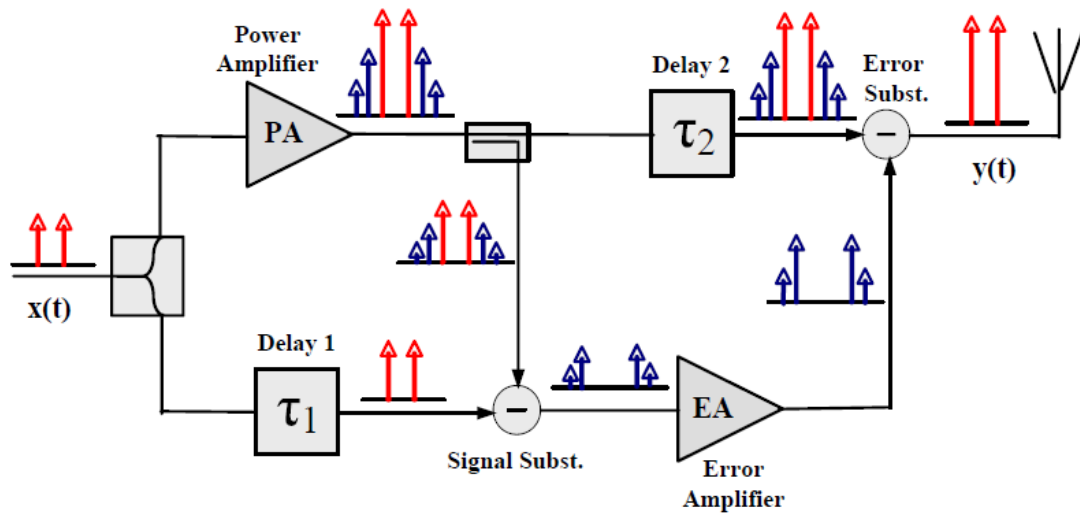 Power
Amplifier
PA
Delay 2
τ2
Error
Subst.
-
y(t)
x(t)
Delay 1
τ1
-
Signal Subst.
EA
Error
Amplifier